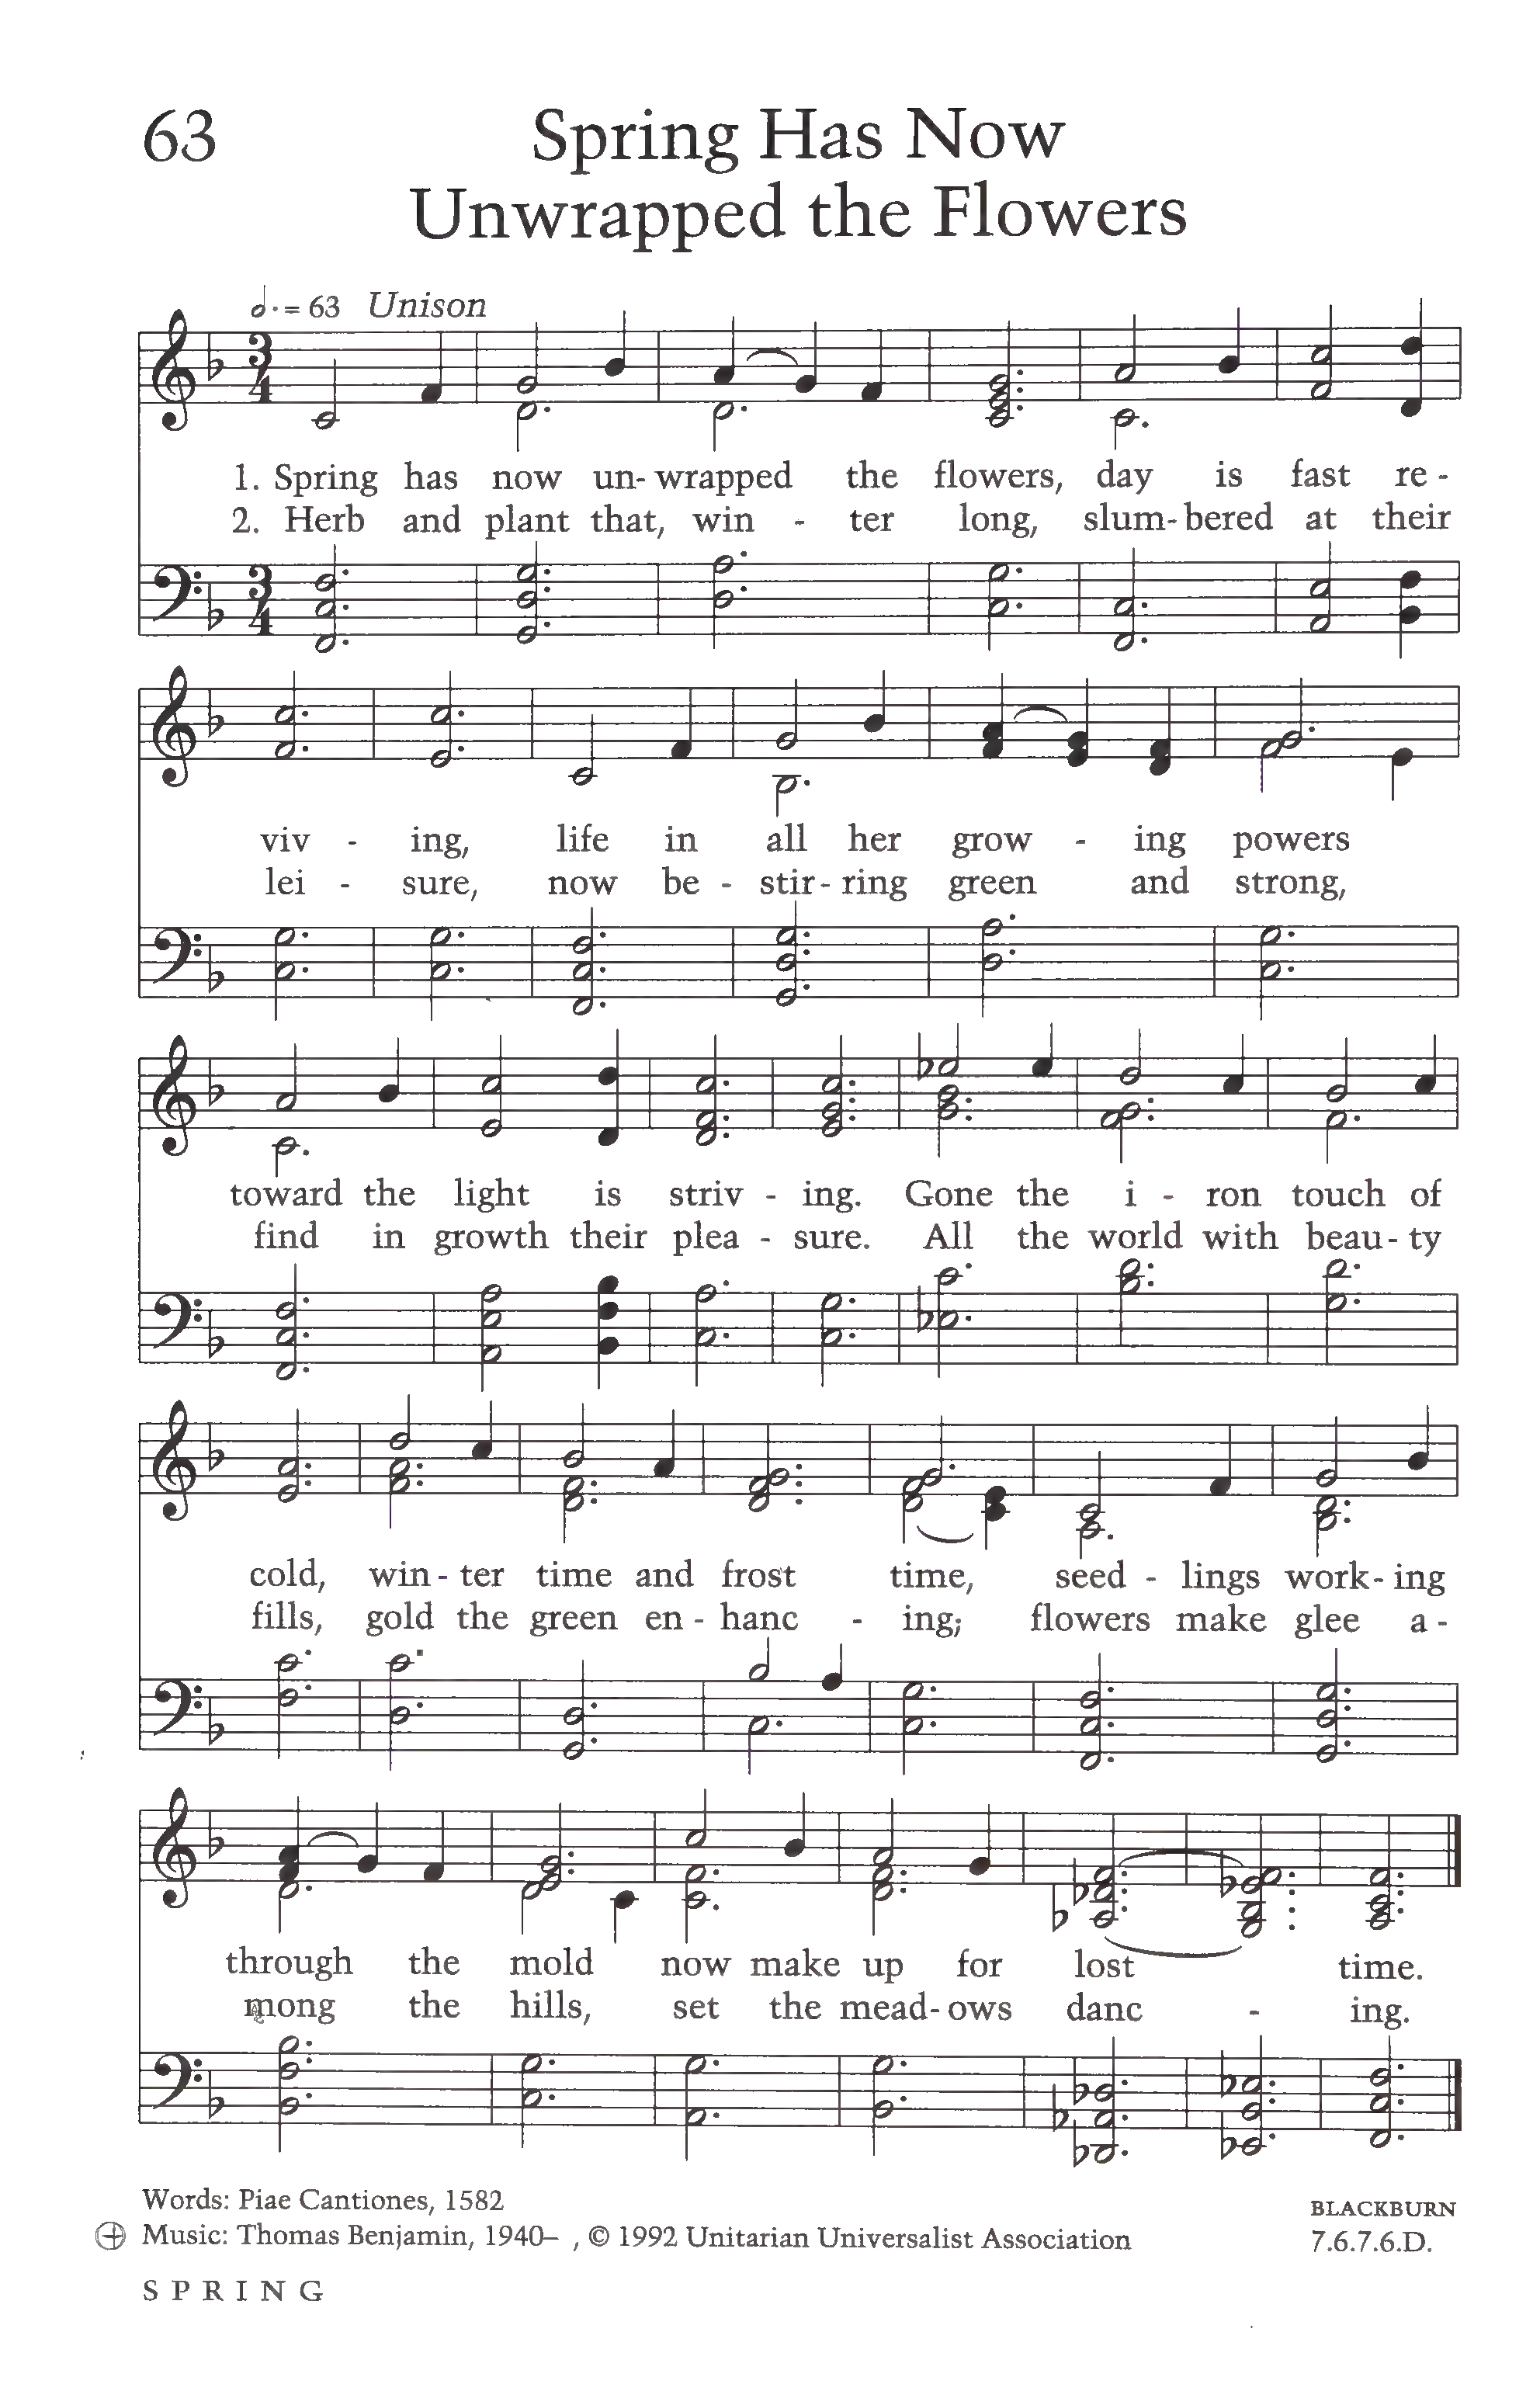 63
Spring Has Now
Unwrapped the Flowers
𝅗𝅥. = 63 Unison
1. Spring has now un- wrapped the flowers, day is fast re -
2. Herb and plant that, win - ter long, slum- bered at their
viv - ing, life in all her grow - ing powers
lei - sure, now be - stir- ring green and strong,
toward the light is striv - ing. Gone the i - ron touch of
find in growth their plea - sure. All the world with beau- ty
cold, win - ter time and frost time, seed - lings work- ing
fills, gold the green en - hanc - ing; flowers make glee a -
through the mold now make up for lost time.
mong the hills, set the mead- ows danc - ing.
Words: Piae Cantiones, 1582
Music: Thomas Benjamin, 1940– , © 1992 Unitarian Universalist Association
BLACKBURN
7.6.7.6.D.
SPRING